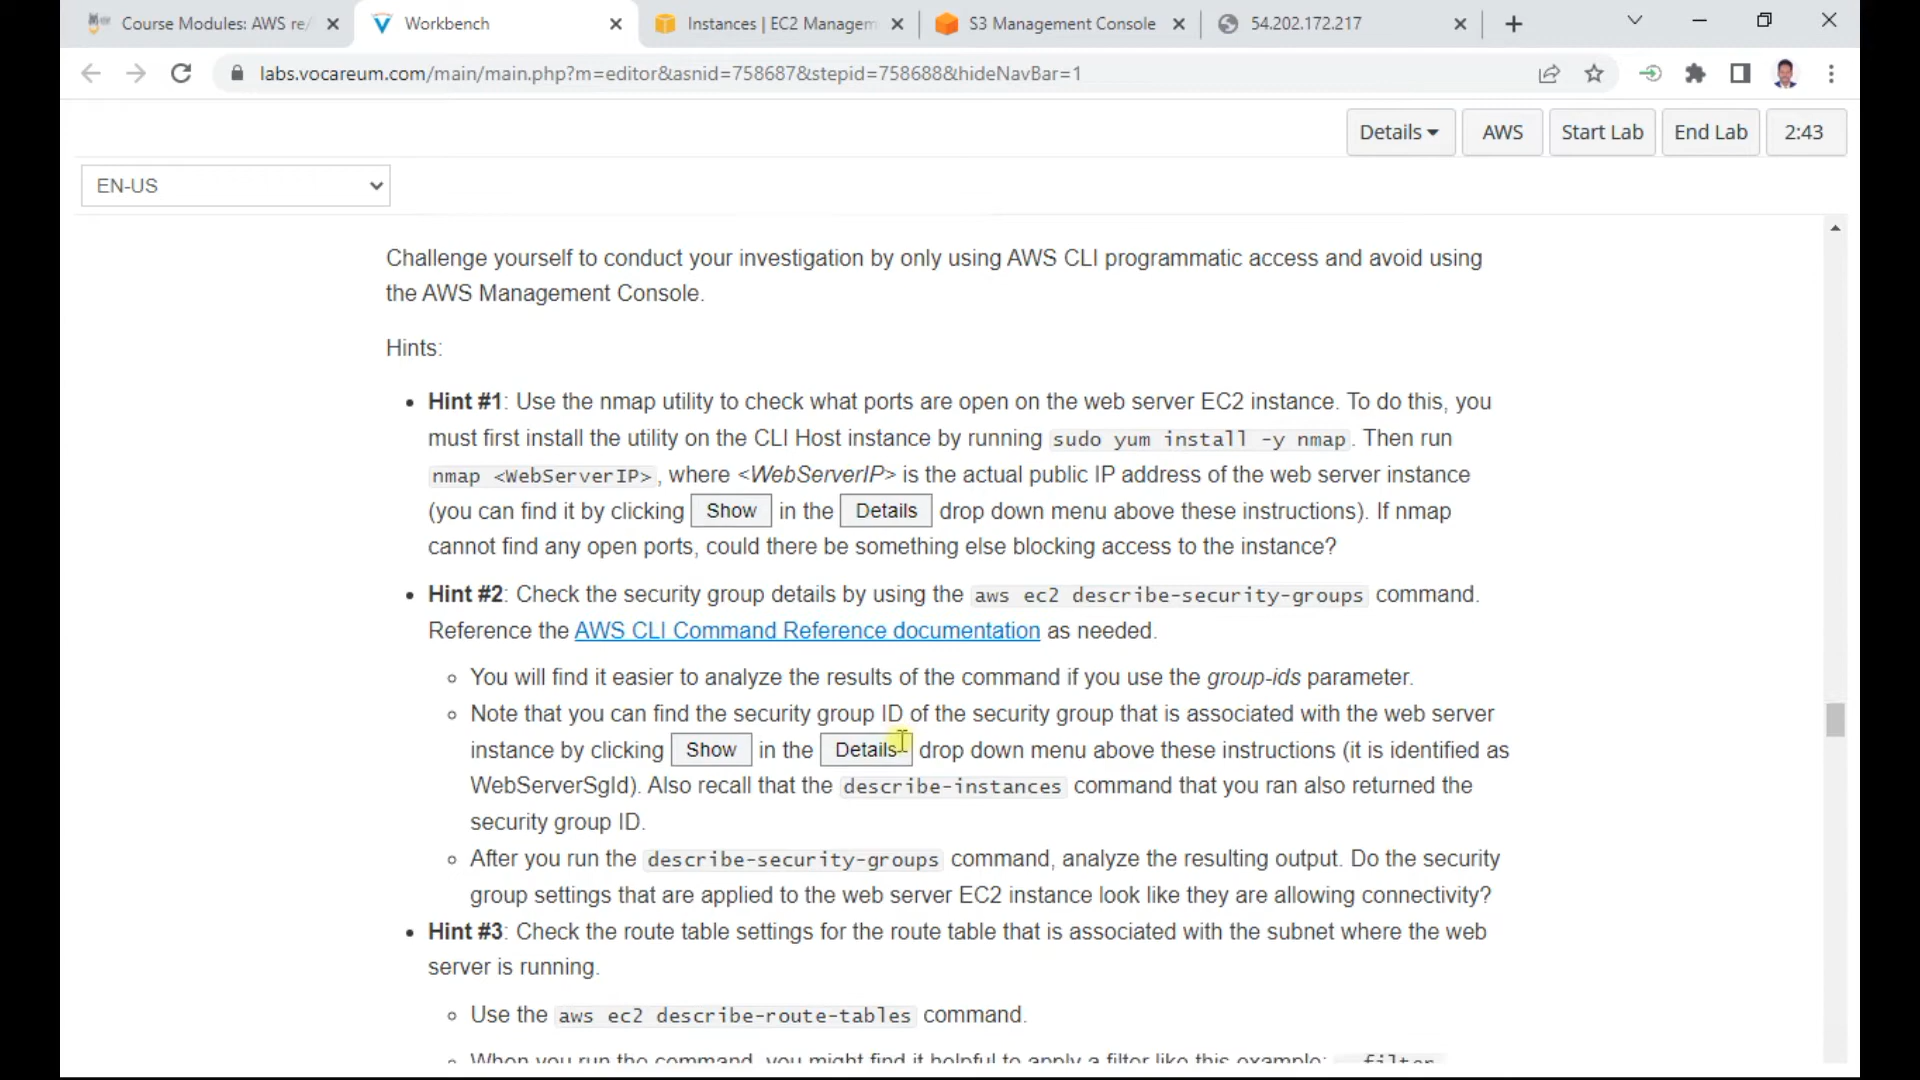 Course Modules: AWS re/
Workbench
Instances | EC2 Managem
S3 Management Console
54.202.172.217
labs.vocareum.com/main/main.php?m=editor&asnid=758687&stepid=758688&hideNavBar=1
Details
AWS
Start Lab
End Lab
2:43
EN-US
Challenge yourself to conduct your investigation by only using AWS CLI programmatic access and avoid using
the AWS Management Console.
Hints:
Hint #1: Use the nmap utility to check what ports are open on the web server EC2 instance. To do this, you
must first install the utility on the CLI Host instance by running sudo yum install -y nmap. Then run
nmap <WebServerIP>, where <WebServerIP> is the actual public IP address of the web server instance
(you can find it by clicking Show in the Details drop down menu above these instructions). If nmap
cannot find any open ports, could there be something else blocking access to the instance?
Hint #2: Check the security group details by using the aws ec2 describe-security-groups command.
Reference the AWS CLI Command Reference documentation as needed.
You will find it easier to analyze the results of the command if you use the group-ids parameter.
Note that you can find the security group ID of the security group that is associated with the web server
instance by clicking Show in the Details drop down menu above these instructions (it is identified as
WebServerSgId). Also recall that the describe-instances command that you ran also returned the
security group ID.
After you run the describe-security-groups command, analyze the resulting output. Do the security
group settings that are applied to the web server EC2 instance look like they are allowing connectivity?
Hint #3: Check the route table settings for the route table that is associated with the subnet where the web
server is running.
Use the aws ec2 describe-route-tables command.
When you run the command, you might find it helpful to apply a filter like this example: --filter